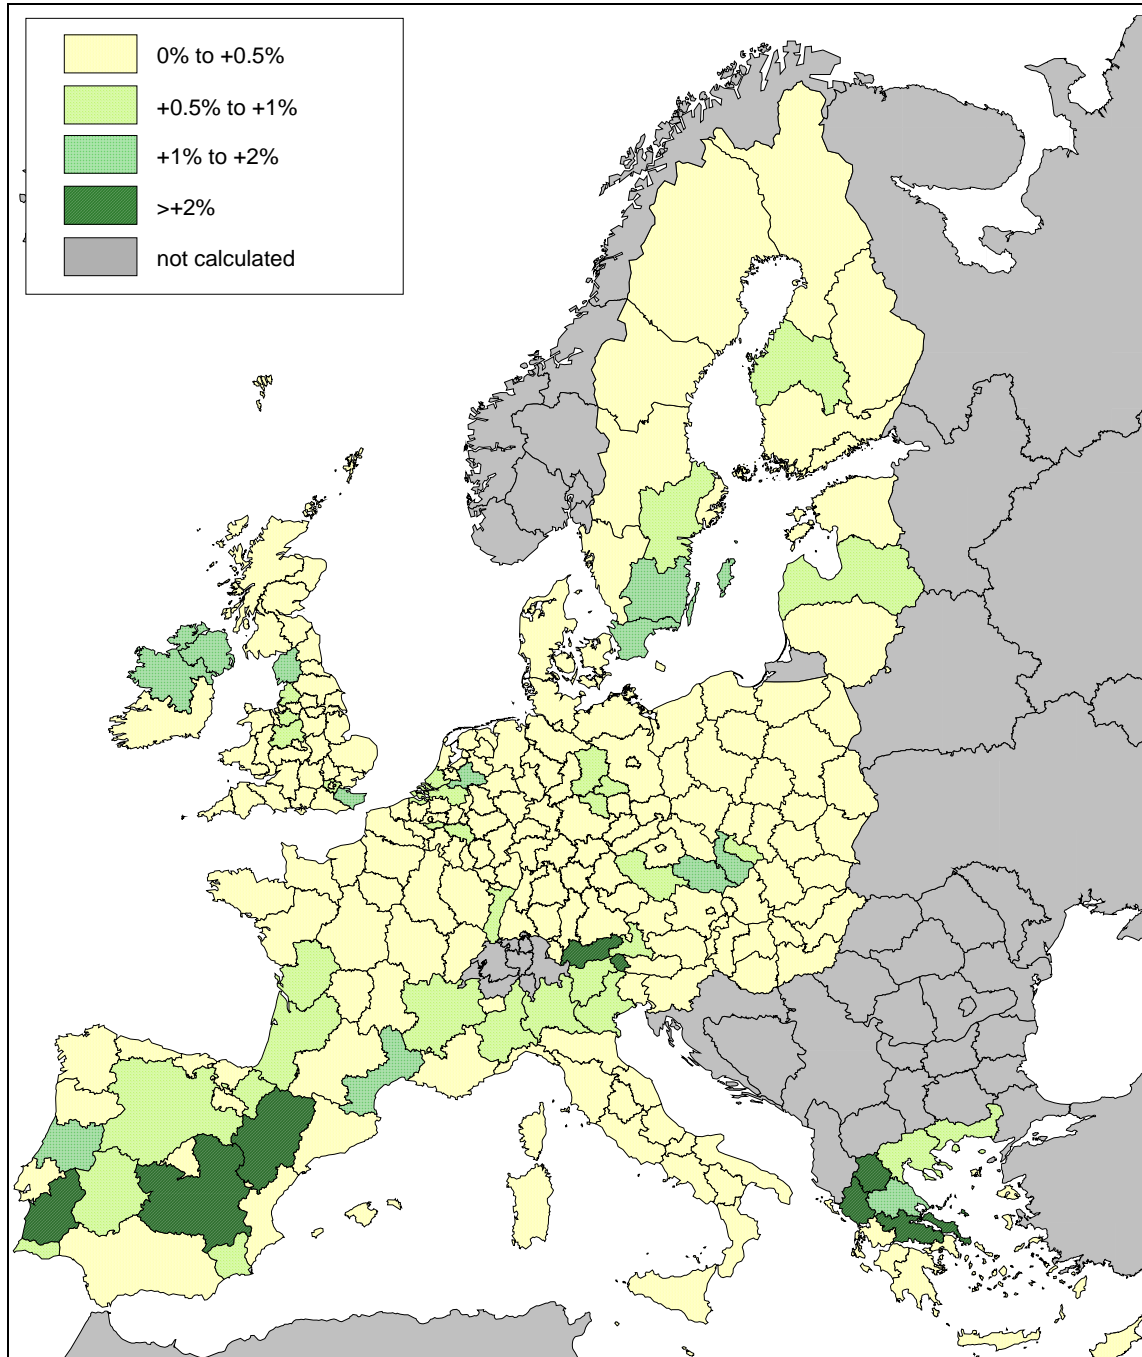 0% to +0.5%
+0.5% to +1%
+1% to +2%
>+2%
not calculated